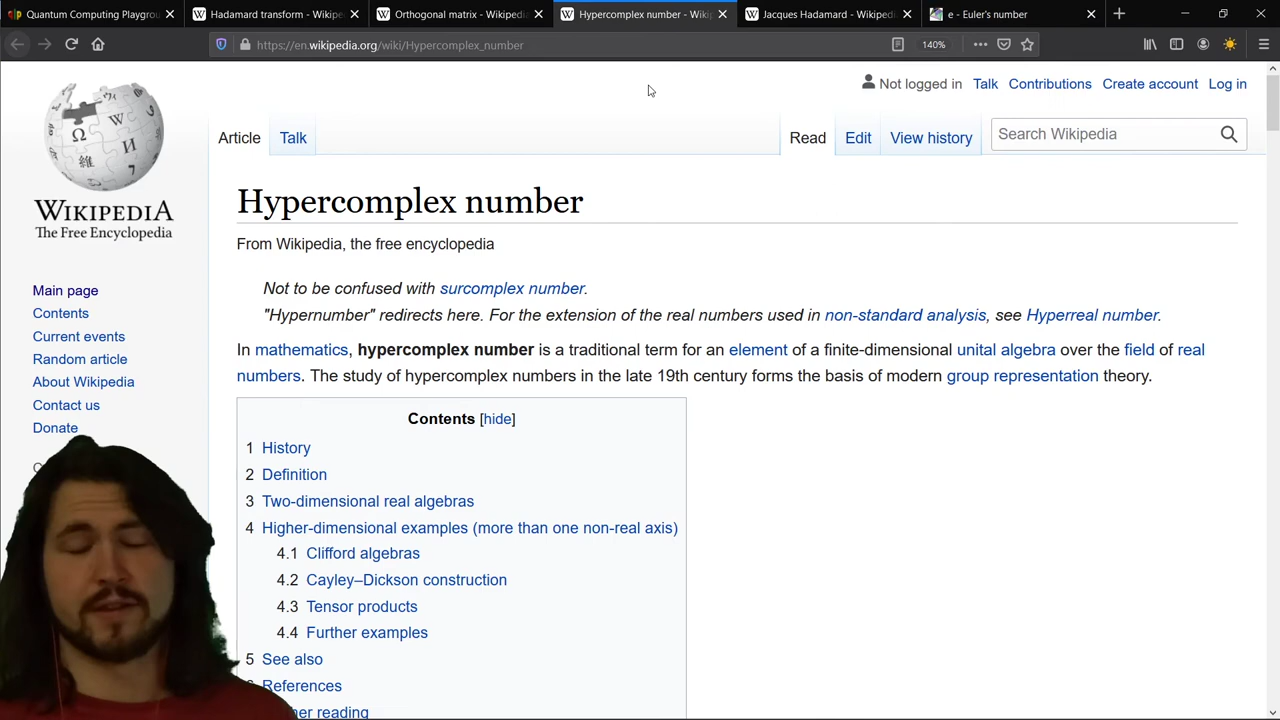 Quantum Computing Playgrou
Hadamard transform - Wikipe
Orthogonal matrix - Wikipedia
Hypercomplex number - Wikip
Jacques Hadamard - Wikipedia
e - Euler's number
https://en.wikipedia.org/wiki/Hypercomplex_number
140%
Not logged in Talk Contributions Create account Log in
Article Talk Read Edit View history Search Wikipedia
WIKIPEDIA
The Free Encyclopedia
Main page
Contents
Current events
Random article
About Wikipedia
Contact us
Donate
Hypercomplex number
From Wikipedia, the free encyclopedia
Not to be confused with surcomplex number.
"Hypernumber" redirects here. For the extension of the real numbers used in non-standard analysis, see Hyperreal number.
In mathematics, hypercomplex number is a traditional term for an element of a finite-dimensional unital algebra over the field of real
numbers. The study of hypercomplex numbers in the late 19th century forms the basis of modern group representation theory.
Contents [hide]
1 History
2 Definition
3 Two-dimensional real algebras
4 Higher-dimensional examples (more than one non-real axis)
4.1 Clifford algebras
4.2 Cayley–Dickson construction
4.3 Tensor products
4.4 Further examples
5 See also
References
her reading